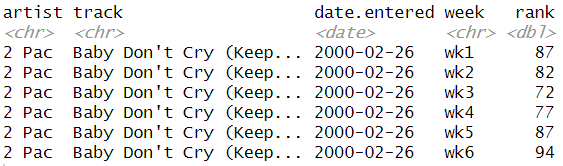 artist track date.entered week rank
<chr> <chr> <date> <chr> <dbl>
2 Pac Baby Don't Cry (Keep... 2000-02-26 wk1 87
2 Pac Baby Don't Cry (Keep... 2000-02-26 wk2 82
2 Pac Baby Don't Cry (Keep... 2000-02-26 wk3 72
2 Pac Baby Don't Cry (Keep... 2000-02-26 wk4 77
2 Pac Baby Don't Cry (Keep... 2000-02-26 wk5 87
2 Pac Baby Don't Cry (Keep... 2000-02-26 wk6 94